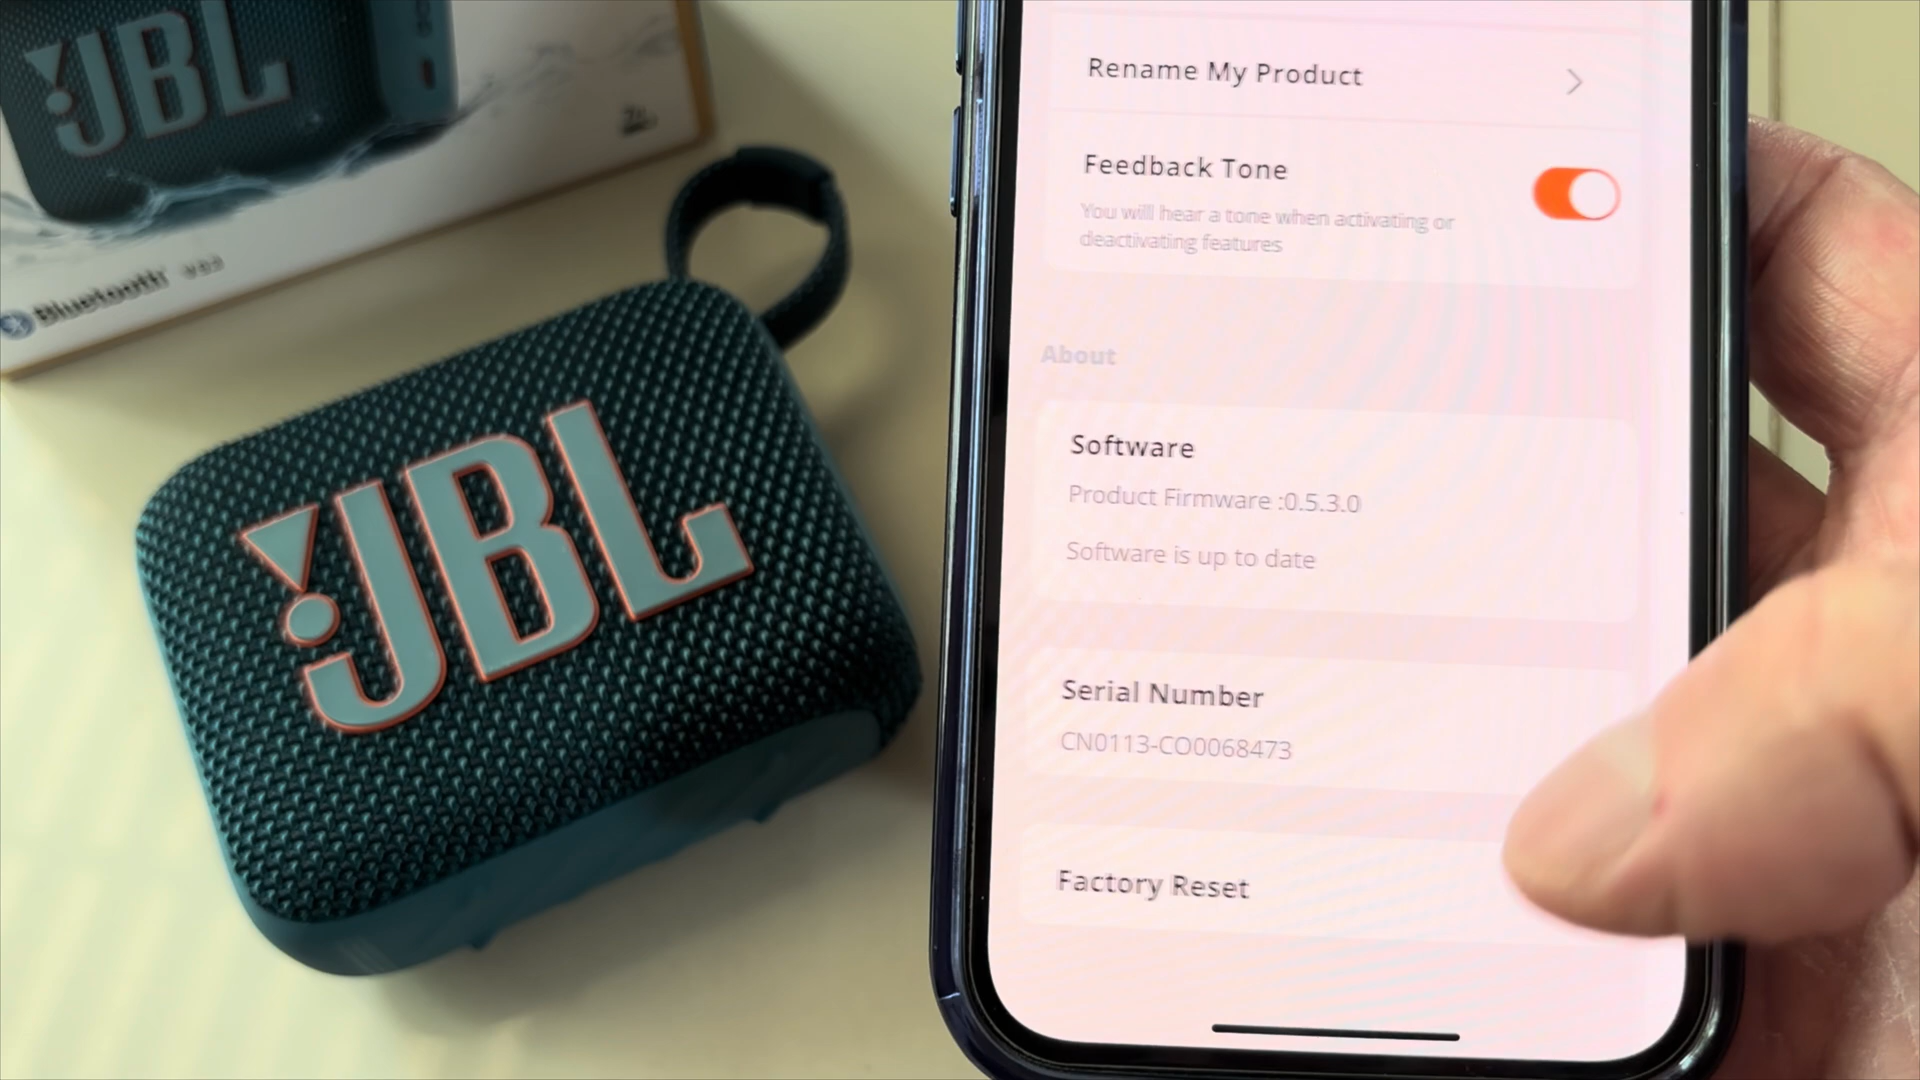 JBL
Bluetooth
JBL
Rename My Product
Feedback Tone
You will hear a tone when activating or
deactivating features
About
Software
Product Firmware :0.5.3.0
Software is up to date
Serial Number
CN0113-CO0068473
Factory Reset